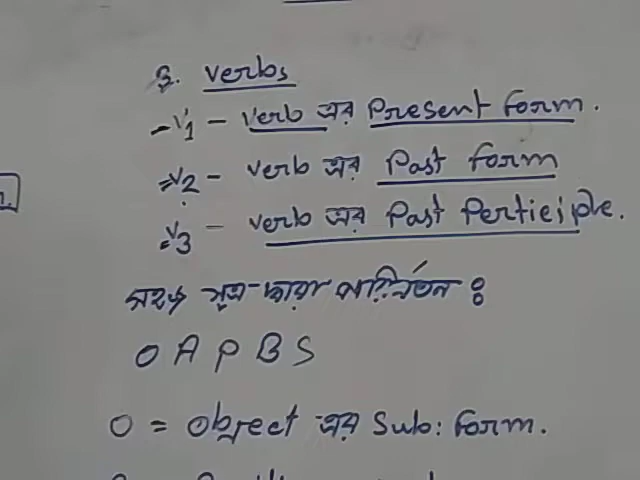 3. verbs
- V1 - verb এর Present form.
= V2 - verb এর Past form
= V3 - verb এর Past Perticiple.
সহজ সূত্র-দ্বারা পরিবর্তন :
O A P B S
O = Object এর Sub: form.